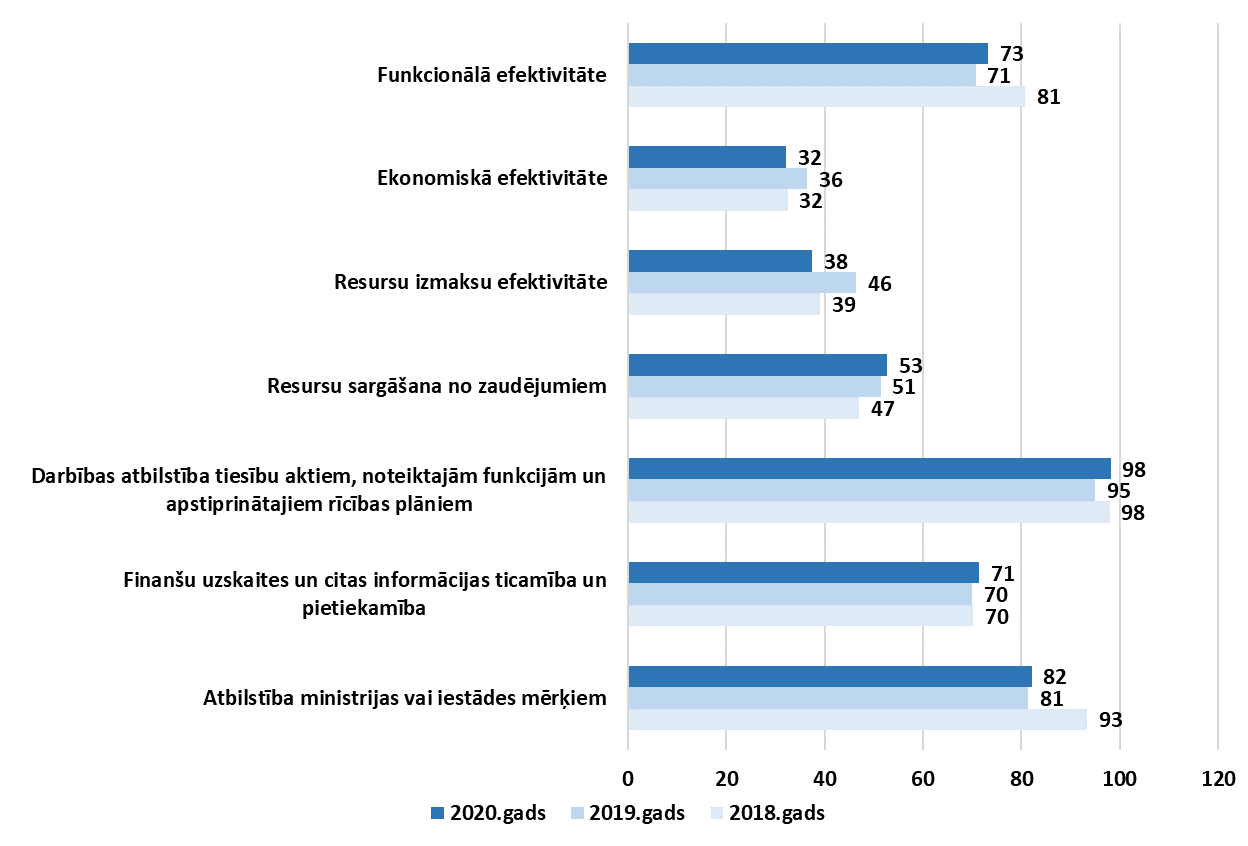 Funkcionālā efektivitāte
73
71
81
Ekonomiskā efektivitāte
32
36
32
Resursu izmaksu efektivitāte
38
46
39
Resursu sargāšana no zaudējumiem
53
51
47
Darbības atbilstība tiesību aktiem, noteiktajām funkcijām un
apstiprinātajiem rīcības plāniem
98
95
98
Finanšu uzskaites un citas informācijas ticamība un
pietiekamība
71
70
70
Atbilstība ministrijas vai iestādes mērķiem
82
81
93
0 20 40 60 80 100 120
2020.gads 2019.gads 2018.gads